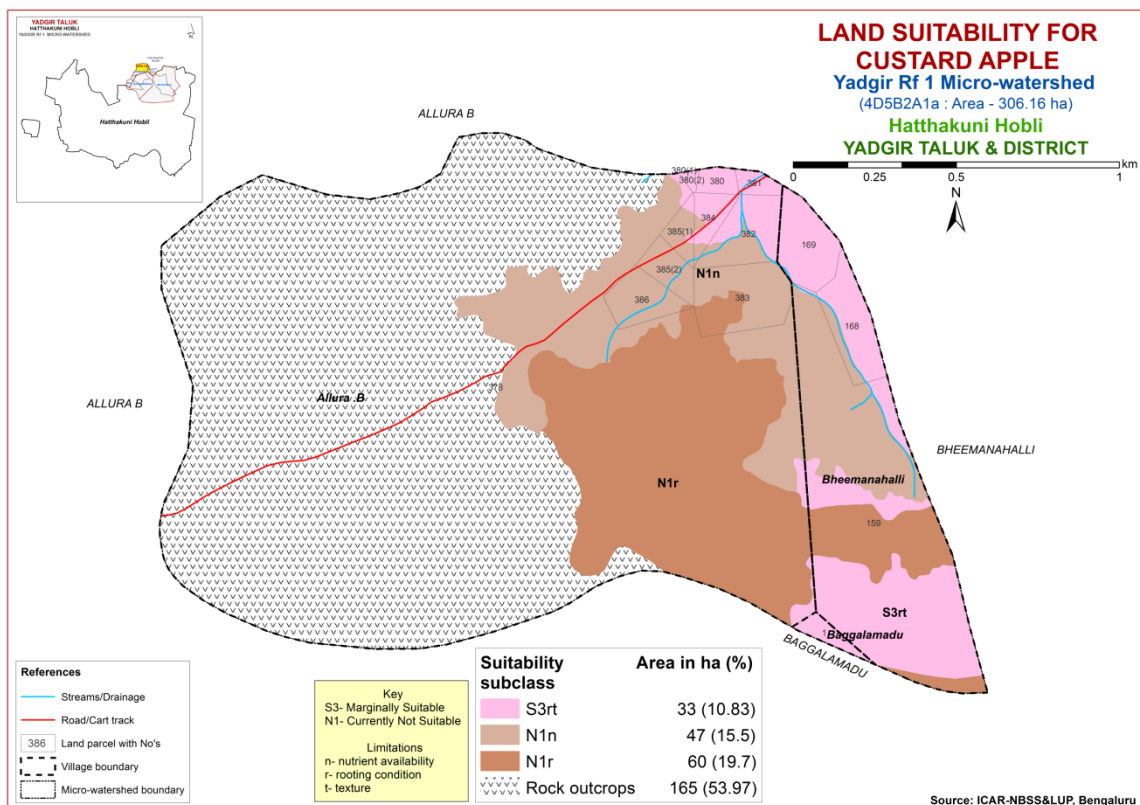 YADGIR TALUK
HATTHAKUNI HOBLI
YADGIR Rf 1 MICRO-WATERSHED
N
Hatthakuni Hobli
LAND SUITABILITY FOR
CUSTARD APPLE
Yadgir Rf 1 Micro-watershed
(4D5B2A1a : Area - 306.16 ha)
Hatthakuni Hobli
YADGIR TALUK & DISTRICT
km
0 0.25 0.5 1
N
ALLURA B
380(1)
380(2) 380 381
384
385(1) 382
169
385(2) N1n
386 383
168
378
Allura .B
ALLURA B
BHEEMANAHALLI
Bheemanahalli
N1r
159
S3rt
1
Baggalamadu
BAGGALAMADU
References
Streams/Drainage
Road/Cart track
386 Land parcel with No's
Village boundary
Micro-watershed boundary
Key
S3- Marginally Suitable
N1- Currently Not Suitable
Limitations
n- nutrient availability
r- rooting condition
t- texture
Suitability Area in ha (%)
subclass
S3rt 33 (10.83)
N1n 47 (15.5)
N1r 60 (19.7)
Rock outcrops 165 (53.97)
Source: ICAR-NBSS&LUP, Bengaluru